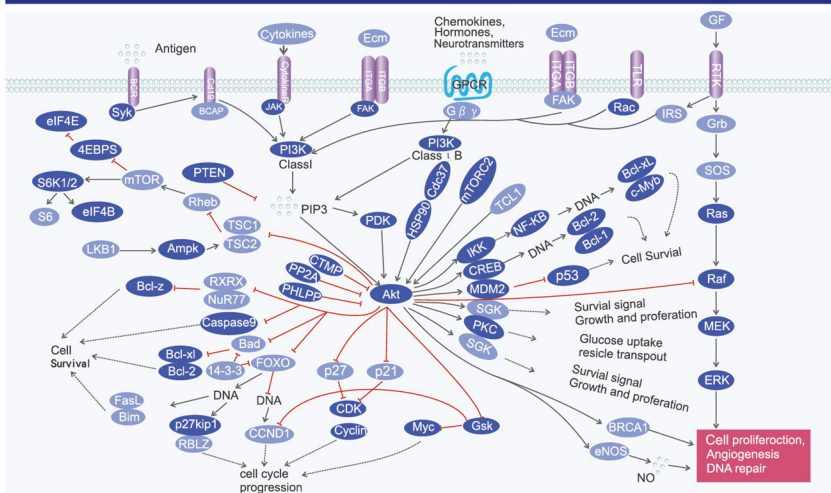 Chemokines,
Hormones,
Neurotransmitters
Cytokines
Ecm
Ecm
GF
Antigen
BCR
Cd19
CytokineR
ITGA
ITGB
GPCR
ITGA
ITGB
TLR
RTK
Syk
BCAP
JAK
FAK
Gβγ
FAK
Rac
IRS
Grb
eIF4E
4EBPS
PI3K
ClassI
PI3K
Class I B
SOS
S6K1/2
mTOR
PTEN
HSP90
Cdc37
mTORC2
TCL1
DNA
Bcl-xL
c-Myb
S6
eIF4B
Rheb
PIP3
PDK
IKK
NF-KB
Bcl-2
Bcl-1
Ras
TSC1
TSC2
LKB1
Ampk
CREB
DNA
Cell Survial
CTMP
PP2A
PHLPP
Akt
MDM2
p53
Raf
Bcl-z
RXRX
NuR77
SGK
Survial signal
Growth and proferation
Caspase9
PKC
Glucose uptake
resicle transpout
MEK
Cell
Survival
Bad
SGK
Bcl-xl
Bcl-2
14-3-3
FOXO
p27
p21
Survial signal
Growth and proferation
ERK
FasL
Bim
DNA
DNA
CDK
p27kip1
RBLZ
CCND1
Cyclin
Myc
Gsk
BRCA1
eNOS
NO
Cell proliferoction,
Angiogenesis
DNA repair
cell cycle
progression